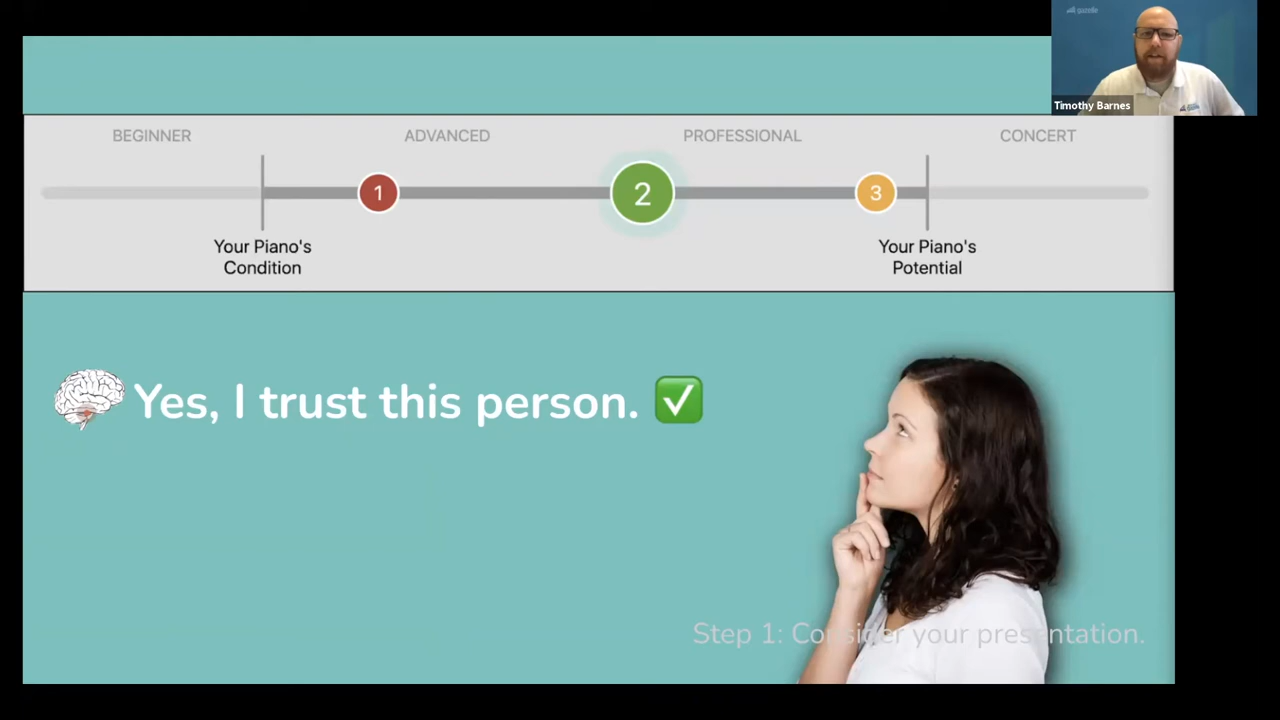 gazelle
Timothy Barnes
BEGINNER ADVANCED PROFESSIONAL CONCERT
1 2 3
Your Piano's
Condition
Your Piano's
Potential
Yes, I trust this person.
Step 1: Consider your presentation.